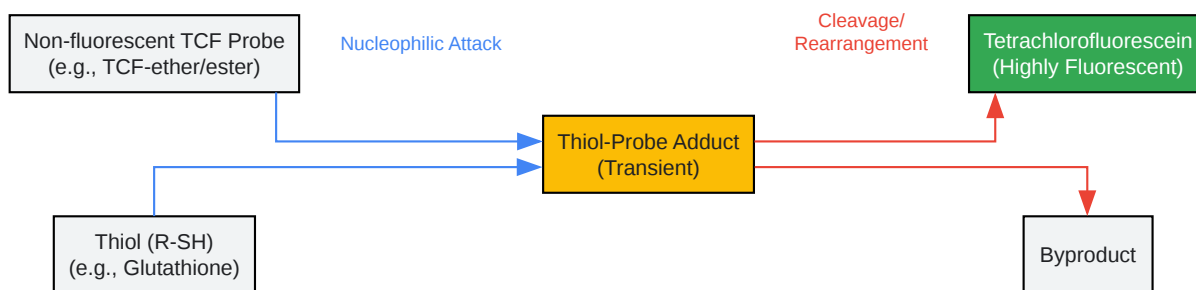 Non-fluorescent TCF Probe
(e.g., TCF-ether/ester)
Nucleophilic Attack
Cleavage/
Rearrangement
Tetrachlorofluorescein
(Highly Fluorescent)
Thiol-Probe Adduct
(Transient)
Thiol (R-SH)
(e.g., Glutathione)
Byproduct